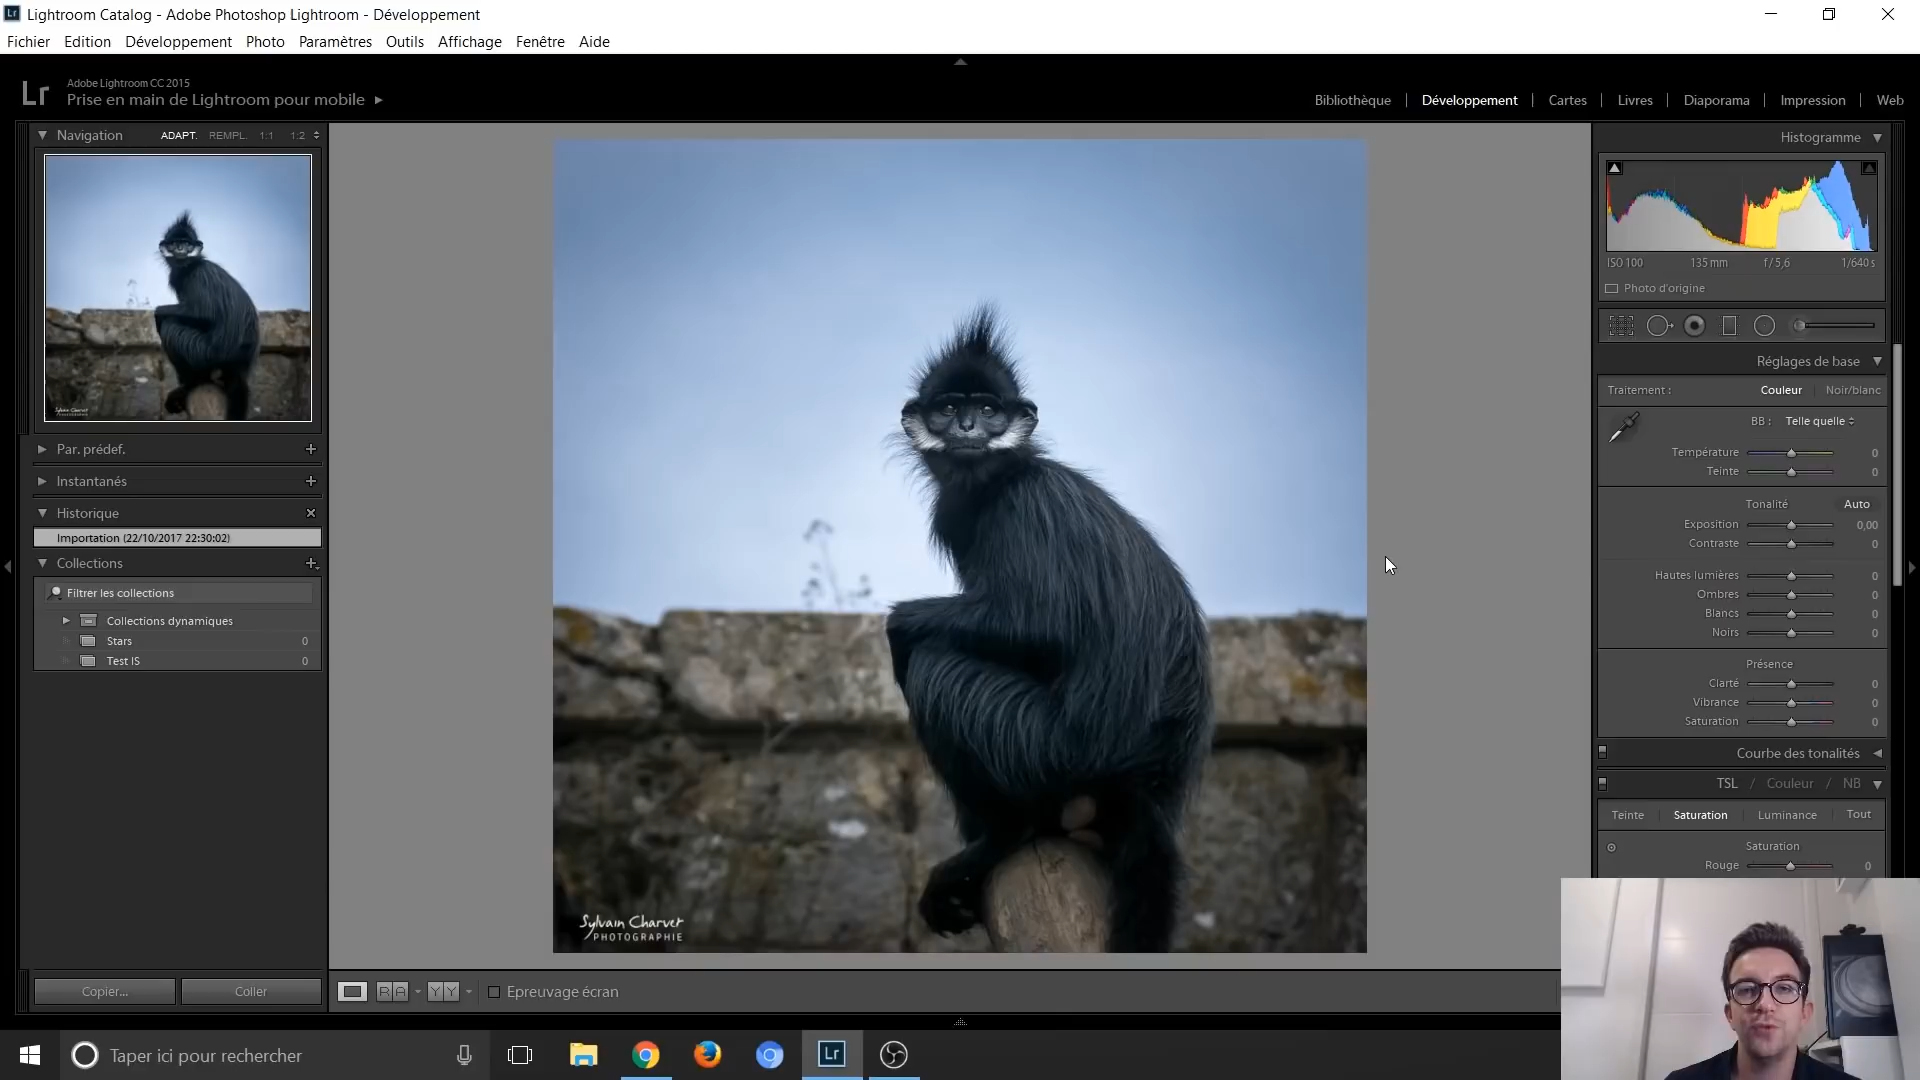 Lightroom Catalog - Adobe Photoshop Lightroom - Développement
Fichier Edition Développement Photo Paramètres Outils Affichage Fenêtre Aide
Lr Adobe Lightroom CC 2015
Prise en main de Lightroom pour mobile
Bibliothèque | Développement | Cartes | Livres | Diaporama | Impression | Web
Navigation ADAPT. REMPL. 1:1 1:2
Par. prédef.
Instantanés
Historique
Importation (22/10/2017 22:30:02)
Collections
Filtrer les collections
Collections dynamiques
Stars 0
Test IS 0
Copier... Coller
Sylvain Charvet
PHOTOGRAPHIE
R A Y Y Epreuvage écran
Histogramme
ISO 100 135 mm f / 5,6 1/640 s
Photo d'origine
Réglages de base
Traitement : Couleur Noir/blanc
BB : Telle quelle
Température 0
Teinte 0
Tonalité Auto
Exposition 0,00
Contraste 0
Hautes lumières 0
Ombres 0
Blancs 0
Noirs 0
Présence
Clarté 0
Vibrance 0
Saturation 0
Courbe des tonalités
TSL / Couleur / NB
Teinte Saturation Luminance Tout
Saturation
Rouge 0
Taper ici pour rechercher
Lr